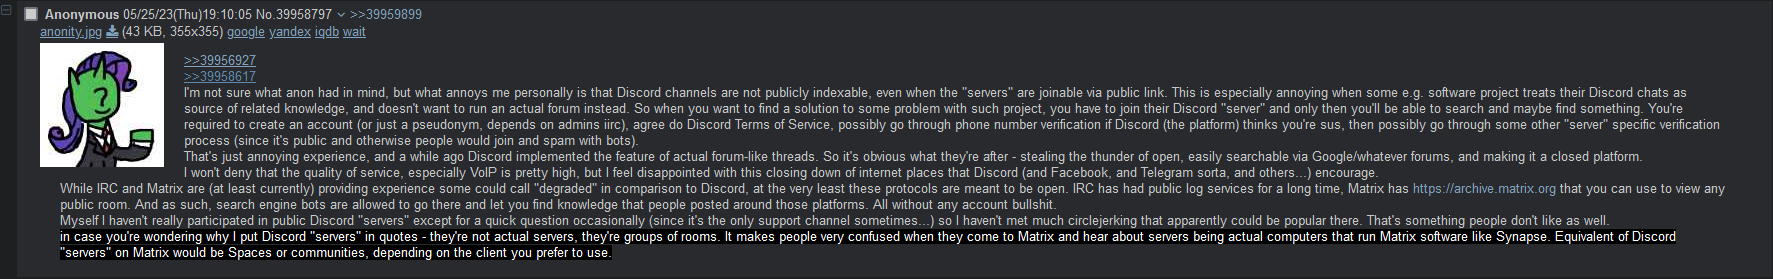 Anonymous 05/25/23(Thu)19:10:05 No.39958797 >>39959899
anonity.jpg (43 KB, 355x355) google yandex iqdb wait
>>39956927
>>39958617
I'm not sure what anon had in mind, but what annoys me personally is that Discord channels are not publicly indexable, even when the "servers" are joinable via public link. This is especially annoying when some e.g. software project treats their Discord chats as
source of related knowledge, and doesn't want to run an actual forum instead. So when you want to find a solution to some problem with such project, you have to join their Discord "server" and only then you'll be able to search and maybe find something. You're
required to create an account (or just a pseudonym, depends on admins iirc), agree do Discord Terms of Service, possibly go through phone number verification if Discord (the platform) thinks you're sus, then possibly go through some other "server" specific verification
process (since it's public and otherwise people would join and spam with bots).
That's just annoying experience, and a while ago Discord implemented the feature of actual forum-like threads. So it's obvious what they're after - stealing the thunder of open, easily searchable via Google/whatever forums, and making it a closed platform.
I won't deny that the quality of service, especially VoIP is pretty high, but I feel disappointed with this closing down of internet places that Discord (and Facebook, and Telegram sorta, and others...) encourage.
While IRC and Matrix are (at least currently) providing experience some could call "degraded" in comparison to Discord, at the very least these protocols are meant to be open. IRC has had public log services for a long time, Matrix has https://archive.matrix.org that you can use to view any
public room. And as such, search engine bots are allowed to go there and let you find knowledge that people posted around those platforms. All without any account bullshit.
Myself I haven't really participated in public Discord "servers" except for a quick question occasionally (since it's the only support channel sometimes...) so I haven't met much circlejerking that apparently could be popular there. That's something people don't like as well.
in case you're wondering why I put Discord "servers" in quotes - they're not actual servers, they're groups of rooms. It makes people very confused when they come to Matrix and hear about servers being actual computers that run Matrix software like Synapse. Equivalent of Discord
"servers" on Matrix would be Spaces or communities, depending on the client you prefer to use.